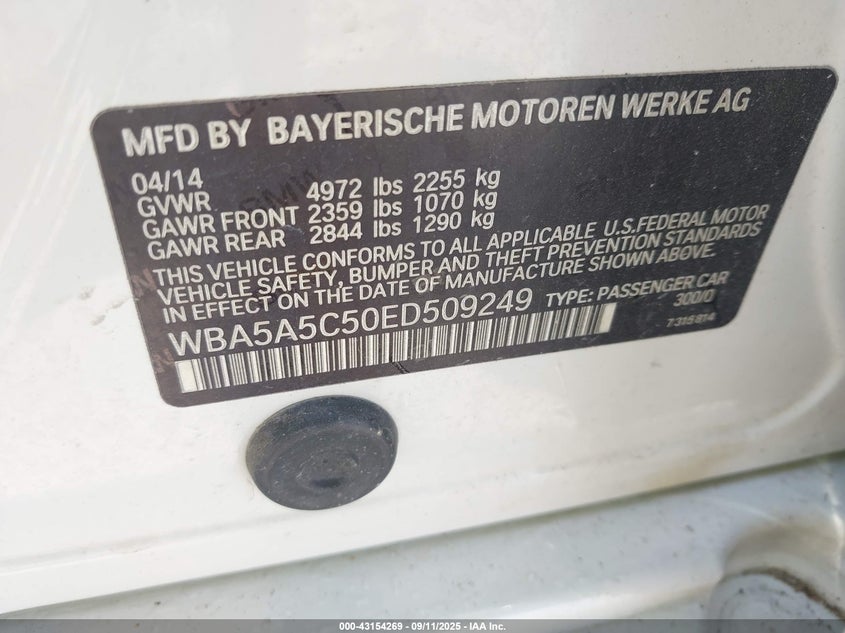 MFD BY BAYERISCHE MOTOREN WERKE AG
04/14
GVWR 4972 lbs 2255 kg
GAWR FRONT 2359 lbs 1070 kg
GAWR REAR 2844 lbs 1290 kg
THIS VEHICLE CONFORMS TO ALL APPLICABLE U.S.FEDERAL MOTOR
VEHICLE SAFETY, BUMPER AND THEFT PREVENTION STANDARDS
IN EFFECT ON THE DATE OF MANUFACTURE SHOWN ABOVE.
WBA5A5C50ED509249 TYPE: PASSENGER CAR
300/0
7 315 814
000-43154269 - 09/11/2025 - IAA Inc.